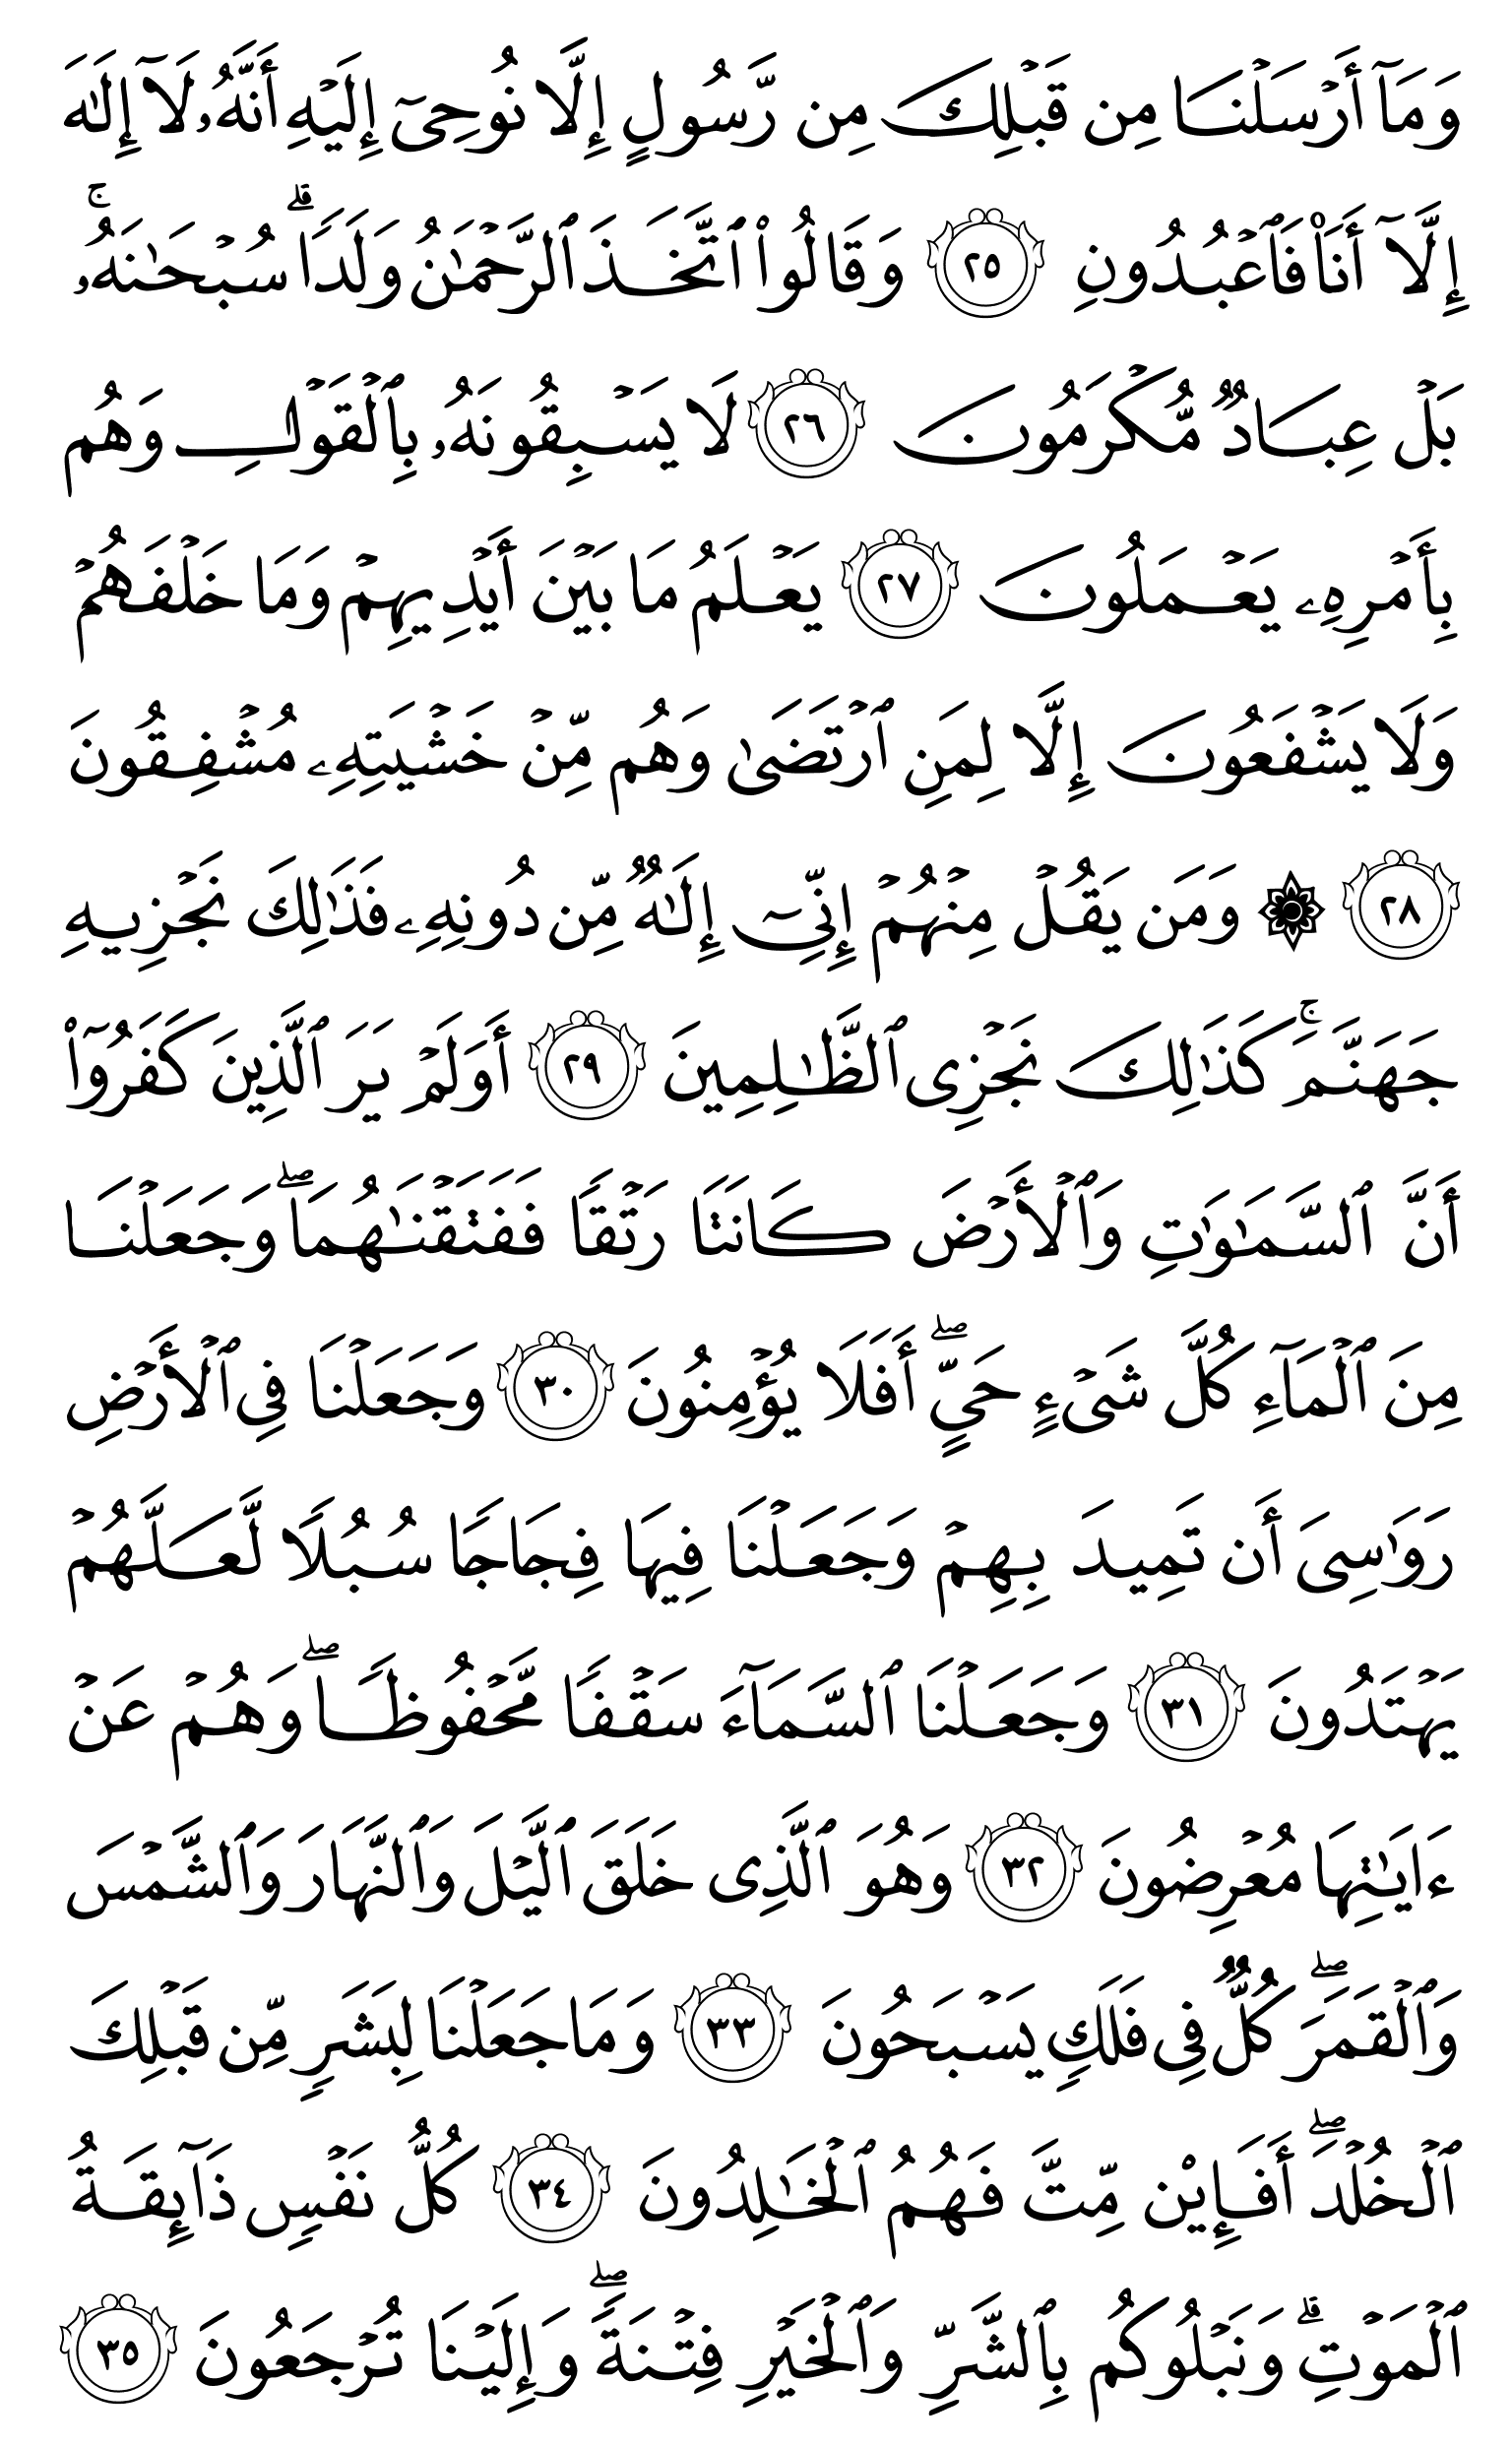 وَمَآ أَرۡسَلۡنَا مِن قَبۡلِكَ مِن رَّسُولٍ إِلَّا نُوحِيٓ إِلَيۡهِ أَنَّهُۥ لَآ إِلَٰهَ
إِلَّآ أَنَا۠ فَٱعۡبُدُونِ ٢٥ وَقَالُواْ ٱتَّخَذَ ٱلرَّحۡمَٰنُ وَلَدٗاۗ سُبۡحَٰنَهُۥۚ
بَلۡ عِبَادٞ مُّكۡرَمُونَ ٢٦ لَا يَسۡبِقُونَهُۥ بِٱلۡقَوۡلِ وَهُم
بِأَمۡرِهِۦ يَعۡمَلُونَ ٢٧ يَعۡلَمُ مَا بَيۡنَ أَيۡدِيهِمۡ وَمَا خَلۡفَهُمۡ
وَلَا يَشۡفَعُونَ إِلَّا لِمَنِ ٱرۡتَضَىٰ وَهُم مِّنۡ خَشۡيَتِهِۦ مُشۡفِقُونَ
٢٨ ۞ وَمَن يَقُلۡ مِنۡهُمۡ إِنِّيٓ إِلَٰهٞ مِّن دُونِهِۦ فَذَٰلِكَ نَجۡزِيهِ
جَهَنَّمَۚ كَذَٰلِكَ نَجۡزِي ٱلظَّٰلِمِينَ ٢٩ أَوَلَمۡ يَرَ ٱلَّذِينَ كَفَرُوٓاْ
أَنَّ ٱلسَّمَٰوَٰتِ وَٱلۡأَرۡضَ كَانَتَا رَتۡقٗا فَفَتَقۡنَٰهُمَاۖ وَجَعَلۡنَا
مِنَ ٱلۡمَآءِ كُلَّ شَيۡءٍ حَيٍّۖ أَفَلَا يُؤۡمِنُونَ ٣٠ وَجَعَلۡنَا فِي ٱلۡأَرۡضِ
رَوَٰسِيَ أَن تَمِيدَ بِهِمۡ وَجَعَلۡنَا فِيهَا فِجَاجٗا سُبُلٗا لَّعَلَّهُمۡ
يَهۡتَدُونَ ٣١ وَجَعَلۡنَا ٱلسَّمَآءَ سَقۡفٗا مَّحۡفُوظٗاۖ وَهُمۡ عَنۡ
ءَايَٰتِهَا مُعۡرِضُونَ ٣٢ وَهُوَ ٱلَّذِي خَلَقَ ٱلَّيۡلَ وَٱلنَّهَارَ وَٱلشَّمۡسَ
وَٱلۡقَمَرَۖ كُلّٞ فِي فَلَكٖ يَسۡبَحُونَ ٣٣ وَمَا جَعَلۡنَا لِبَشَرٖ مِّن قَبۡلِكَ
ٱلۡخُلۡدَۖ أَفَإِيْن مِّتَّ فَهُمُ ٱلۡخَٰلِدُونَ ٣٤ كُلُّ نَفۡسٖ ذَآئِقَةُ
ٱلۡمَوۡتِۗ وَنَبۡلُوكُم بِٱلشَّرِّ وَٱلۡخَيۡرِ فِتۡنَةٗۖ وَإِلَيۡنَا تُرۡجَعُونَ ٣٥